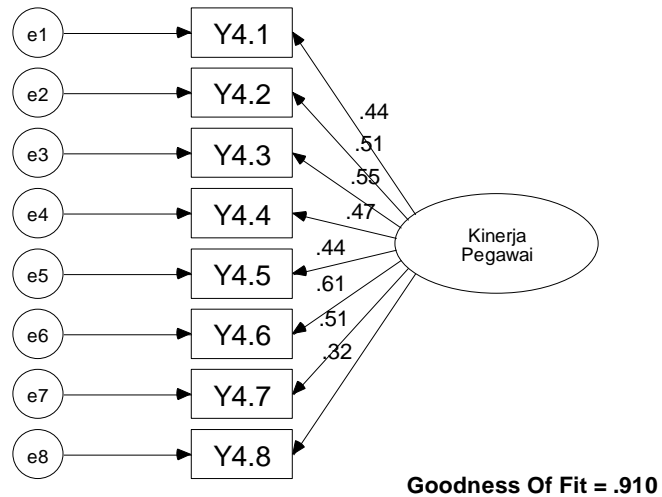 e1
Y4.1
e2
Y4.2
e3
Y4.3
e4
Y4.4
e5
Y4.5
e6
Y4.6
e7
Y4.7
e8
Y4.8
.44
.51
.55
.47
.44
.61
.51
.32
Kinerja
Pegawai
Goodness Of Fit = .910